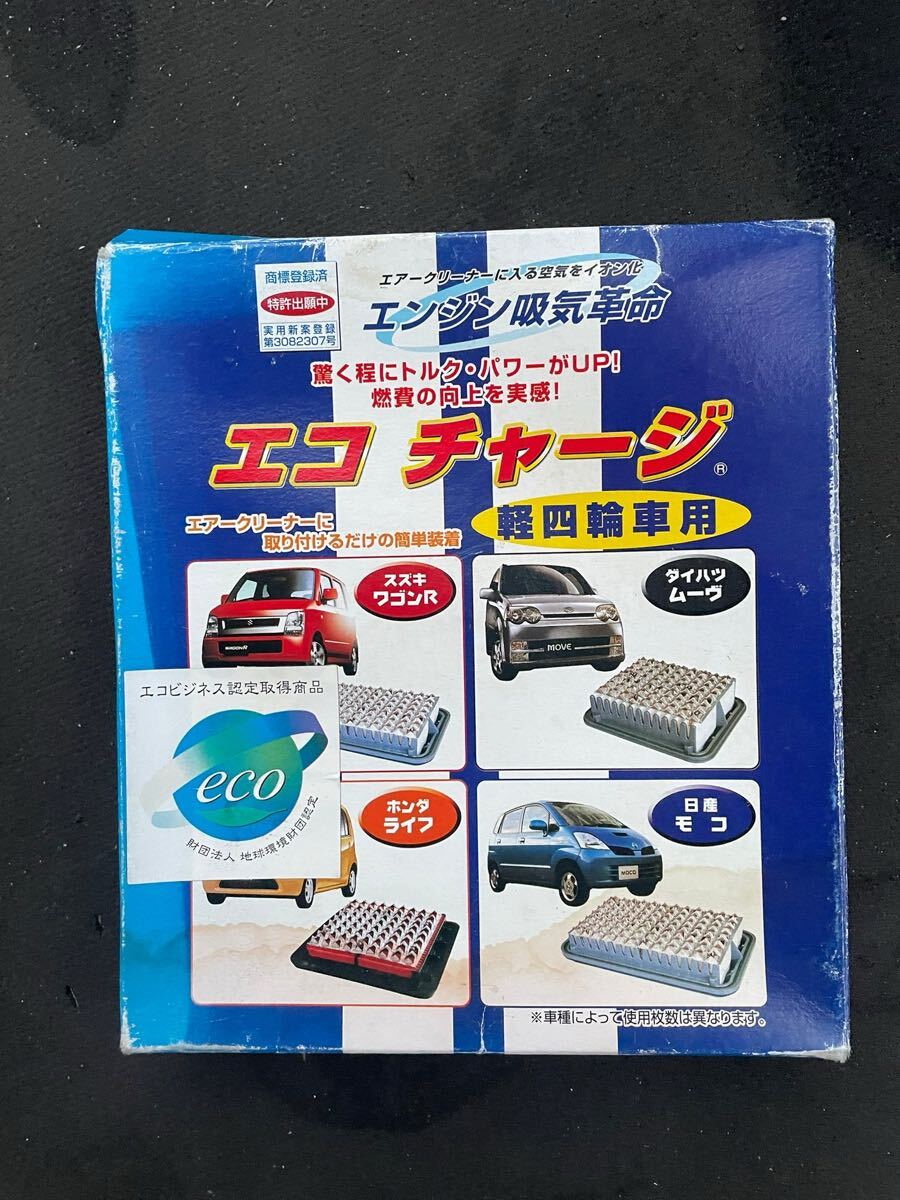 商標登録済
特許出願中
実用新案登録
第3082307号
エアークリーナーに入る空気をイオン化
エンジン吸気革命
驚く程にトルク・パワーがUP!
燃費の向上を実感!
エコ チャージ®
エアークリーナーに
取り付けるだけの簡単装着
軽四輪車用
スズキ
ワゴンR
WAGON R
ダイハツ
ムーヴ
MOVE
エコビジネス認定取得商品
eco
財団法人 地球環境財団認定
ホンダ
ライフ
日産
モコ
MOCO
※車種によって使用枚数は異なります。